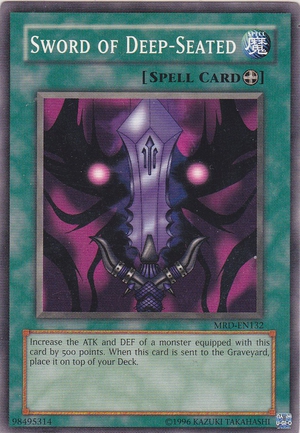 Sword of Deep-Seated
SPELL
魔
[Spell Card]
MRD-EN132
Increase the ATK and DEF of a monster equipped with this
card by 500 points. When this card is sent to the Graveyard,
place it on top of your Deck.
98495314
©1996 KAZUKI TAKAHASHI